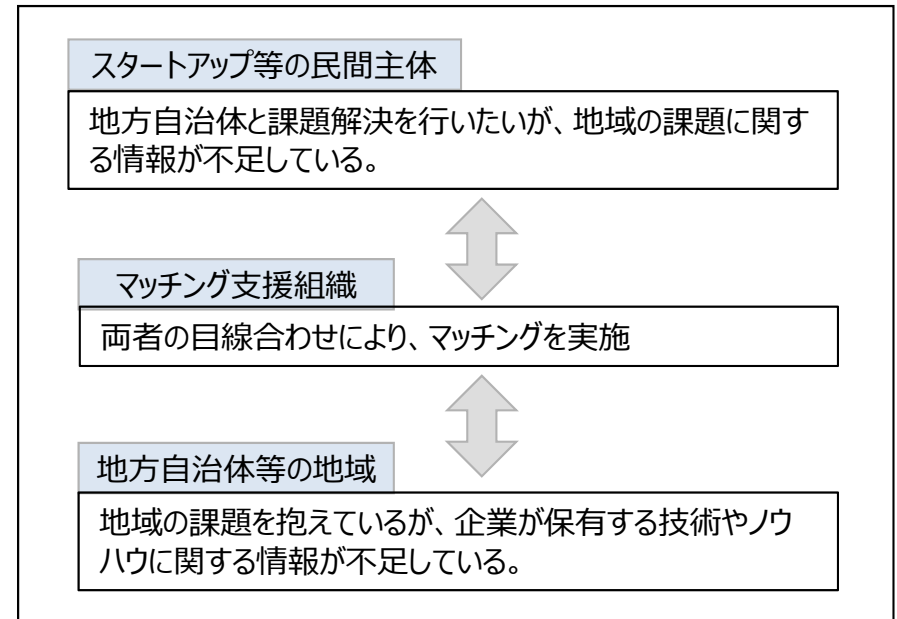 スタートアップ等の民間主体
地方自治体と課題解決を行いたいが、地域の課題に関す
る情報が不足している。
マッチング支援組織
両者の目線合わせにより、マッチングを実施
地方自治体等の地域
地域の課題を抱えているが、企業が保有する技術やノウ
ハウに関する情報が不足している。